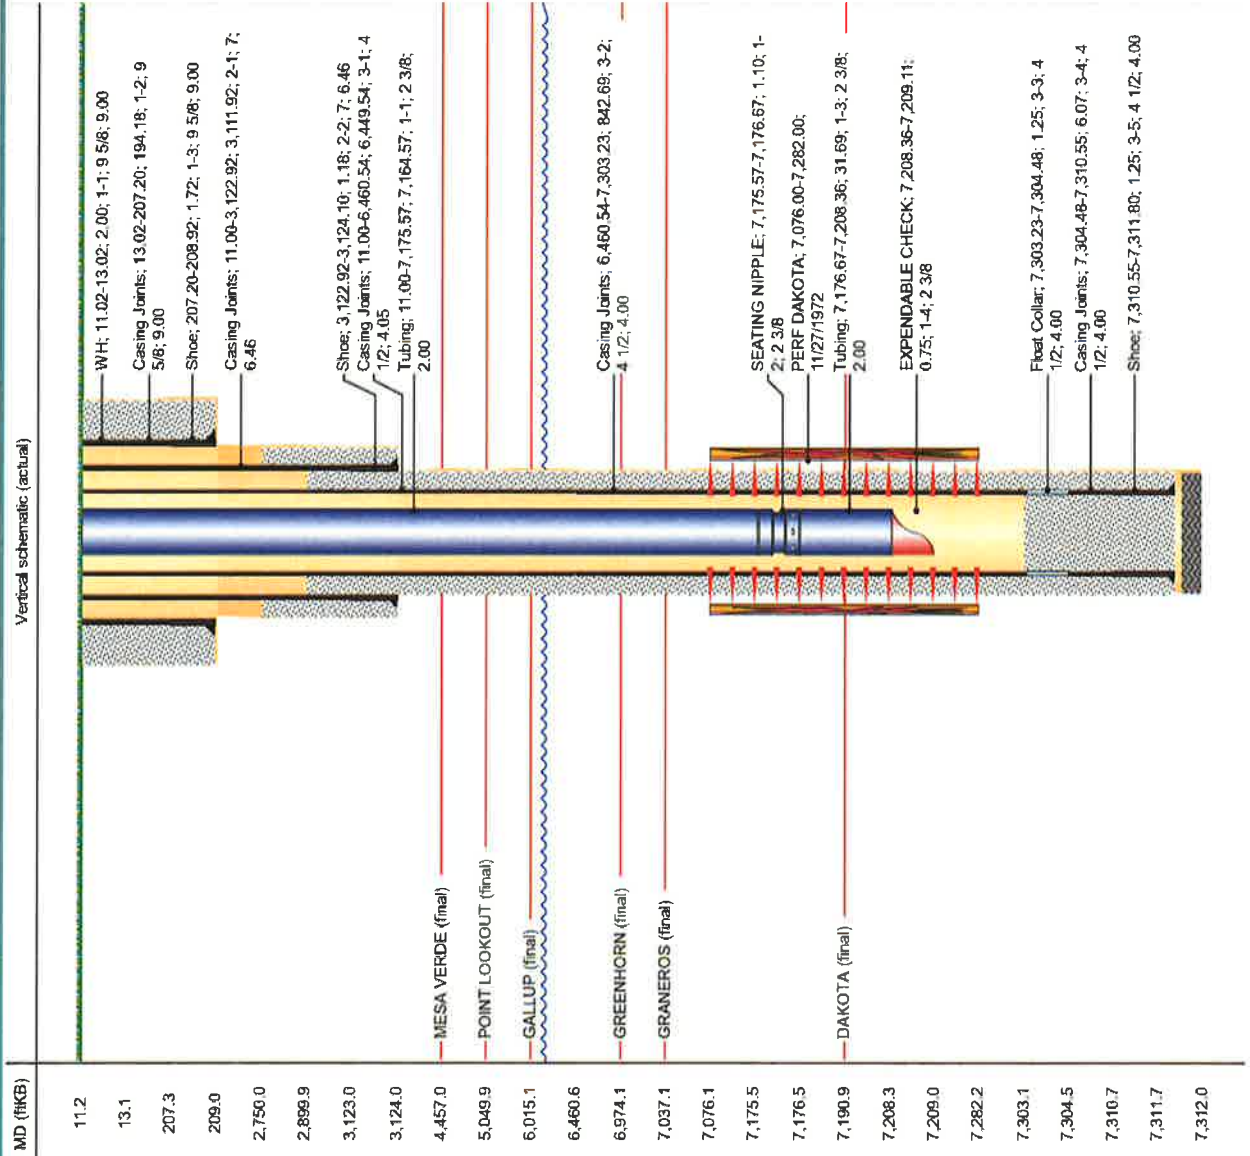 Vertical schematic (actual)
MD (ftKB)
11.2
13.1
207.3
209.0
2,750.0
2,899.9
3,123.0
3,124.0
4,457.0
5,049.9
6,015.1
6,460.6
6,974.1
7,037.1
7,076.1
7,175.5
7,176.5
7,190.9
7,208.3
7,209.0
7,282.2
7,303.1
7,304.5
7,310.7
7,311.7
7,312.0
MESA VERDE (final)
POINT LOOKOUT (final)
GALLUP (final)
GREENHORN (final)
GRANEROS (final)
DAKOTA (final)
WH; 11.02-13.02; 2.00; 1-1; 9 5/8; 9.00
Casing Joints; 13.02-207.20; 194.18; 1-2; 9
5/8; 9.00
Shoe; 207.20-208.92; 1.72; 1-3; 9 5/8; 9.00
Casing Joints; 11.00-3,122.92; 3,111.92; 2-1; 7;
6.46
Shoe; 3,122.92-3,124.10; 1.18; 2-2; 7; 6.46
Casing Joints; 11.00-6,460.54; 6,449.54; 3-1; 4
1/2; 4.05
Tubing; 11.00-7,175.57; 7,164.57; 1-1; 2 3/8;
2.00
Casing Joints; 6,460.54-7,303.23; 842.69; 3-2;
4 1/2; 4.00
SEATING NIPPLE; 7,175.57-7,176.67; 1.10; 1-
2; 2 3/8
PERF DAKOTA; 7,076.00-7,282.00;
11/27/1972
Tubing; 7,176.67-7,208.36; 31.69; 1-3; 2 3/8;
2.00
EXPENDABLE CHECK; 7,208.36-7,209.11;
0.75; 1-4; 2 3/8
Float Collar; 7,303.23-7,304.48; 1.25; 3-3; 4
1/2; 4.00
Casing Joints; 7,304.48-7,310.55; 6.07; 3-4; 4
1/2; 4.00
Shoe; 7,310.55-7,311.80; 1.25; 3-5; 4 1/2; 4.00